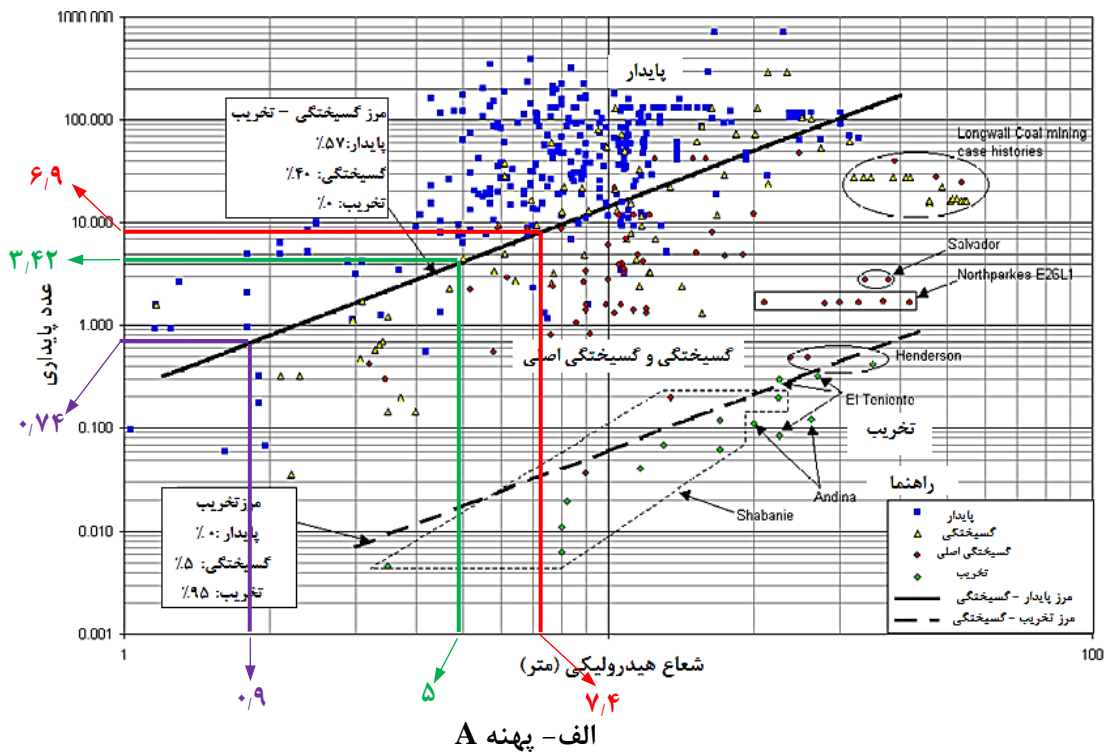 1000.000
100.000
10.000
1.000
0.100
0.010
0.001
1
100
عدد پایداری
شعاع هیدرولیکی (متر)
۶٫۹
۳٫۴۲
۰٫۷۴
۰٫۹
۵
۷٫۴
پایدار
مرز گسیختگی – تخریب
پایدار:۵۷٪
گسیختگی: ۴۰٪
تخریب: ۰٪
Longwall Coal mining
case histories
Salvador
Northparkes E26L1
گسیختگی و گسیختگی اصلی
Henderson
El Teniente
تخریب
Andina
Shabanie
مرزتخریب
پایدار: ۰٪
گسیختگی: ۵٪
تخریب: ۹۵٪
راهنما
پایدار
گسیختگی
گسیختگی اصلی
تخریب
مرز پایدار – گسیختگی
مرز تخریب – گسیختگی
الف- پهنه A